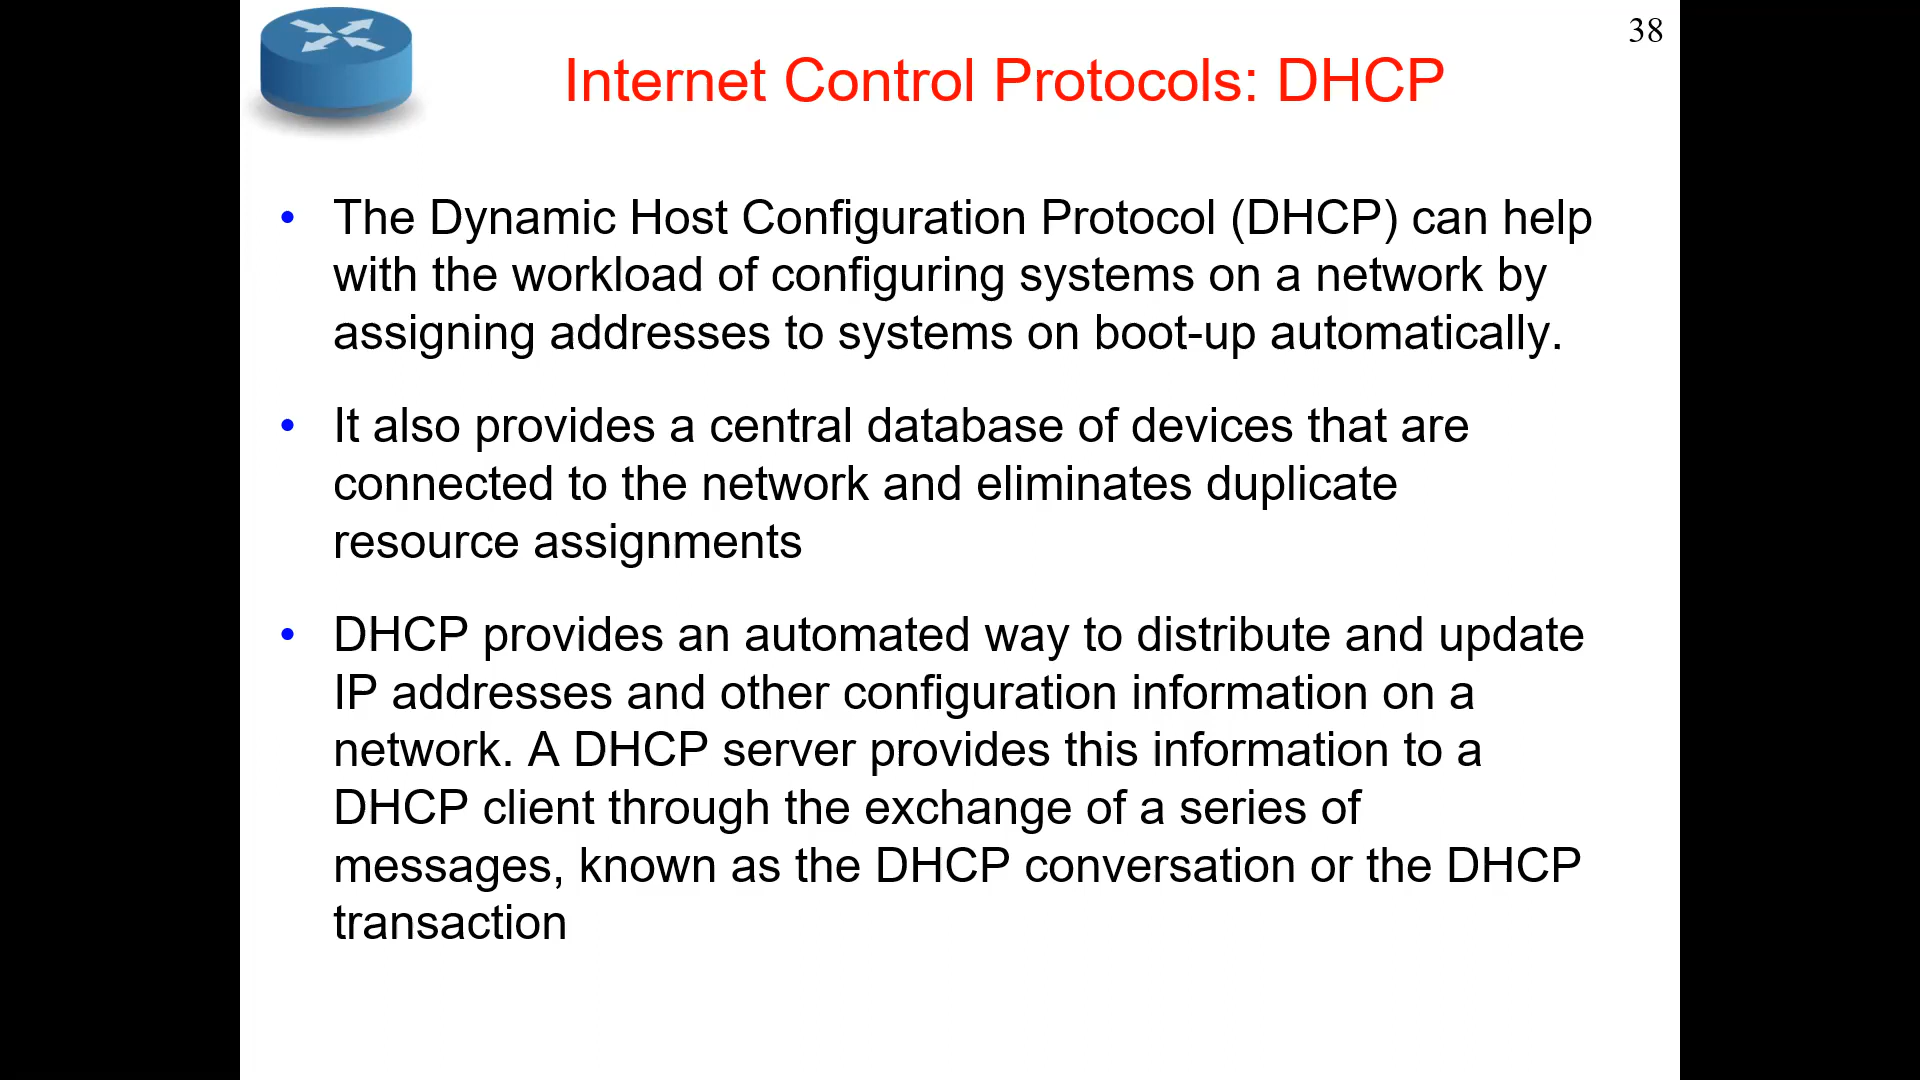 38
Internet Control Protocols: DHCP
• The Dynamic Host Configuration Protocol (DHCP) can help
with the workload of configuring systems on a network by
assigning addresses to systems on boot-up automatically.
• It also provides a central database of devices that are
connected to the network and eliminates duplicate
resource assignments
• DHCP provides an automated way to distribute and update
IP addresses and other configuration information on a
network. A DHCP server provides this information to a
DHCP client through the exchange of a series of
messages, known as the DHCP conversation or the DHCP
transaction